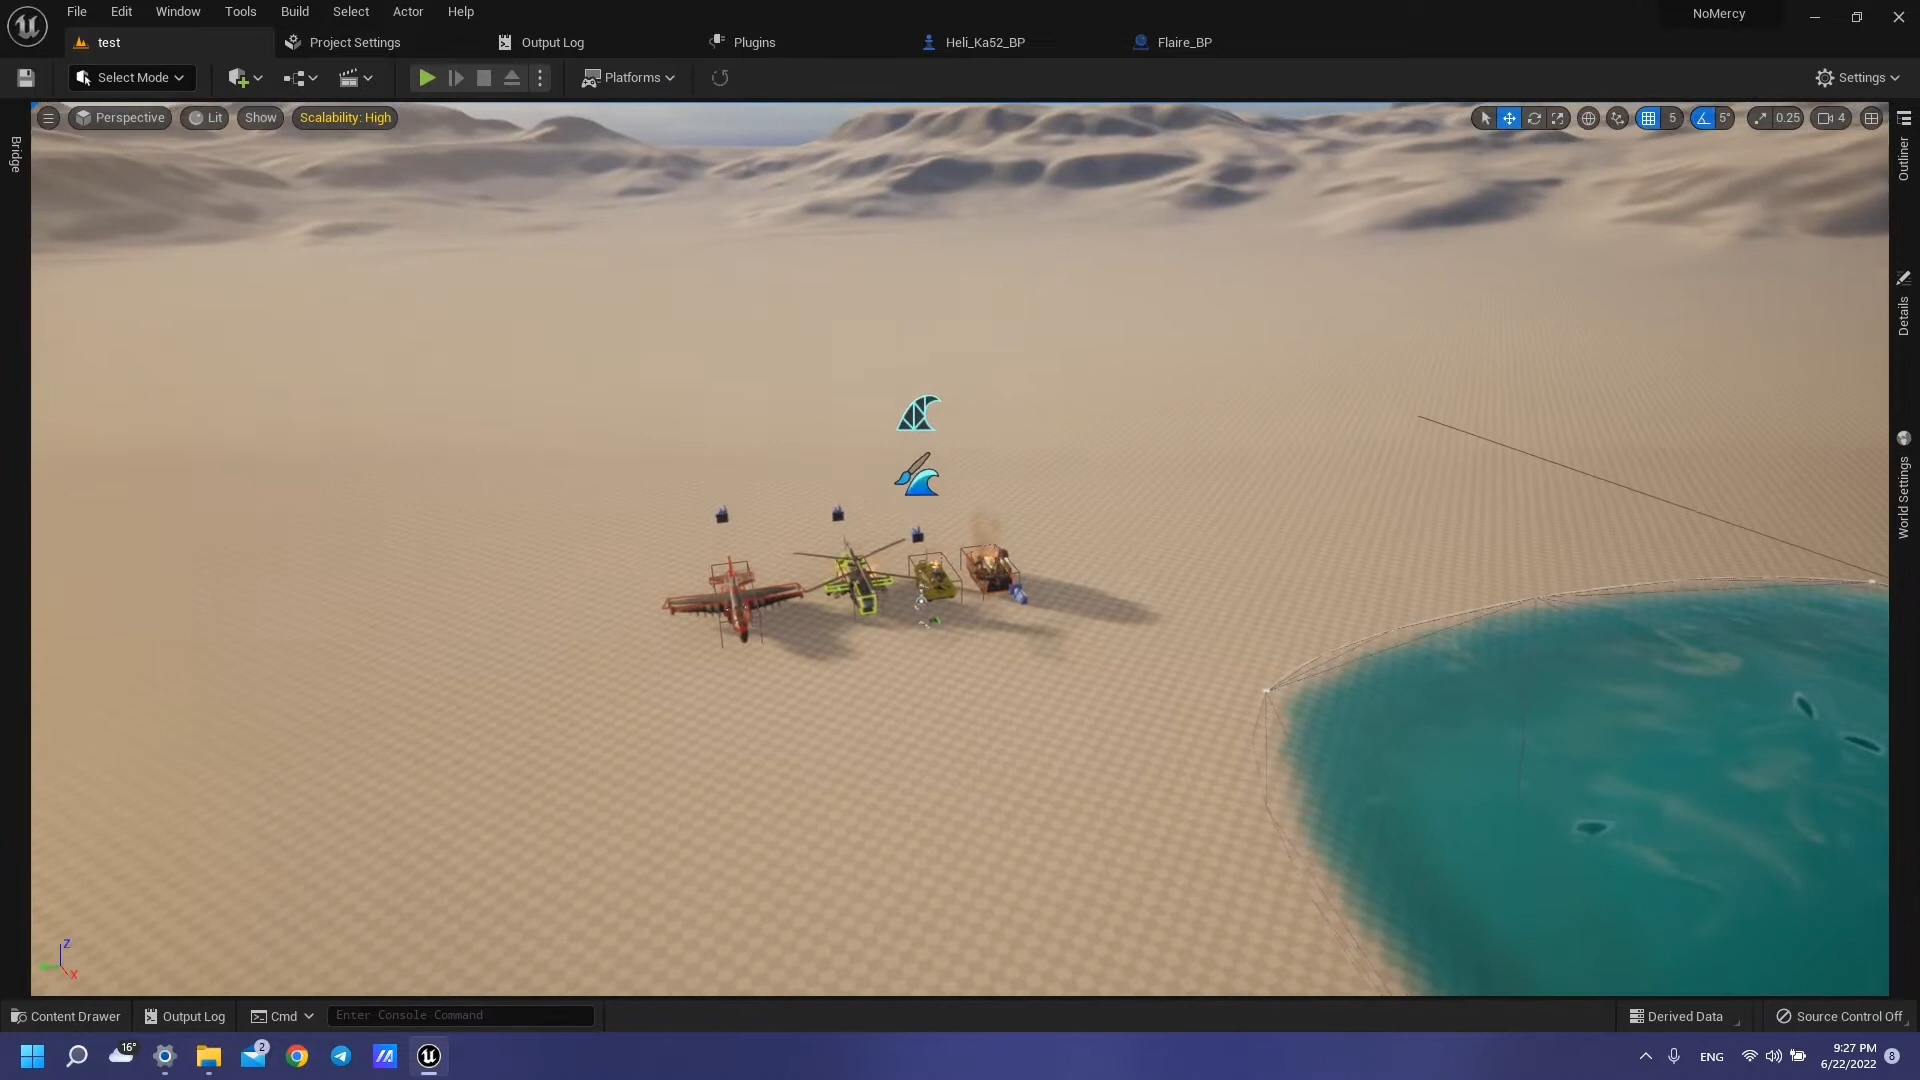 File Edit Window Tools Build Select Actor Help
NoMercy
test
Project Settings
Output Log
Plugins
Heli_Ka52_BP
Flaire_BP
Select Mode
Platforms
Settings
Perspective
Lit
Show
Scalability: High
5
5°
0.25
4
Bridge
Outliner
Details
World Settings
Z
X
Content Drawer
Output Log
Cmd
Enter Console Command
Derived Data
Source Control Off
16°
2
ENG
9:27 PM
6/22/2022
8